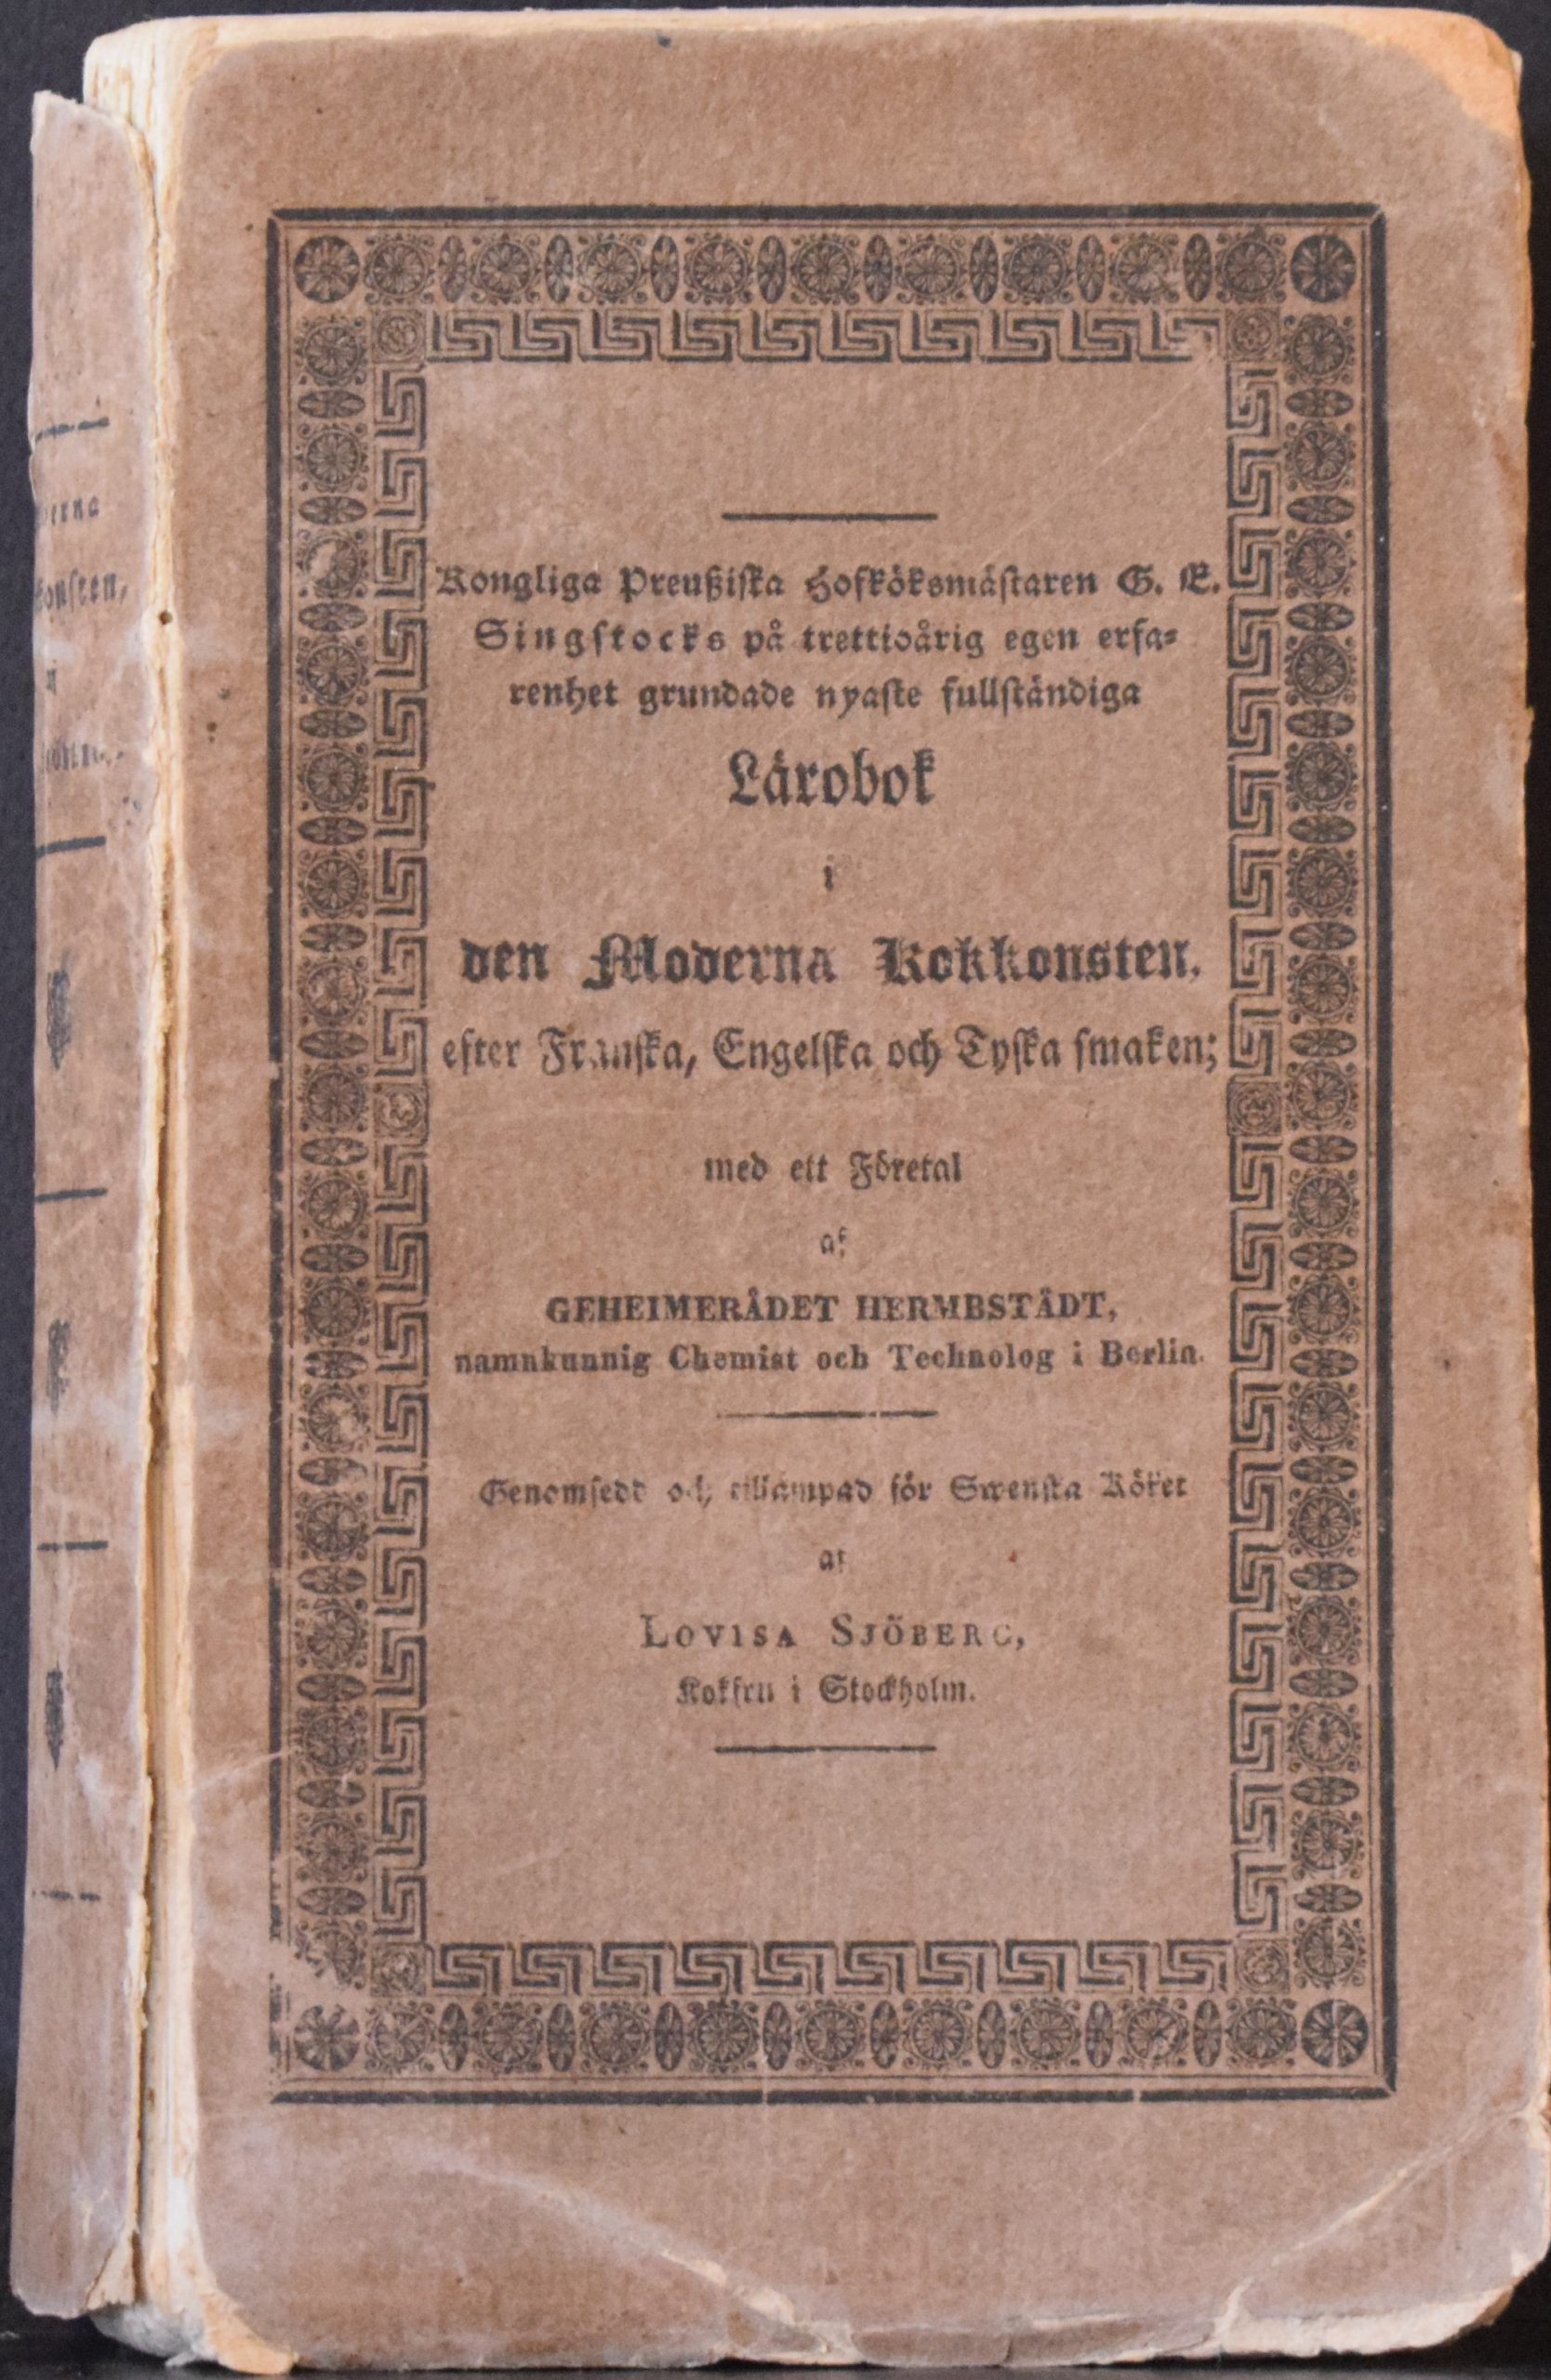 Kongliga Preußiska Hofköksmästaren G. E.
Singstocks på trettioårig egen erfa-
renhet grundade nyaste fullständiga
Lärobok
i
den Moderna Kokkonsten,
efter Franska, Engelska och Tyska smaken;
med ett Företal
af
GEHEIMERÅDET HERMBSTÄDT,
namnkunnig Chemist och Technolog i Berlin.
Genomsedd och tillämpad för Swenska Köket
af
LOVISA SJÖBERG,
Kokfru i Stockholm.